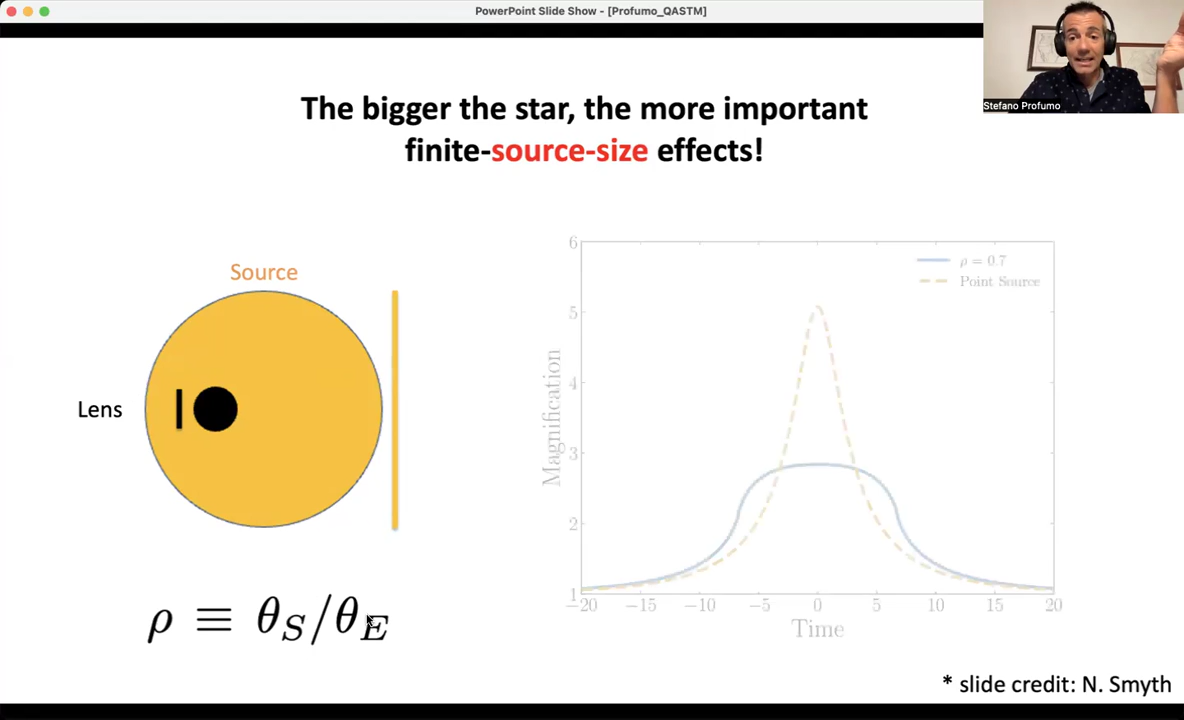 PowerPoint Slide Show - [Profumo_QASTM]
Stefano Profumo
The bigger the star, the more important
finite-source-size effects!
Source
Lens
ρ ≡ θ_S/θ_E
6
5
4
3
2
1
Magnification
ρ = 0.7
Point Source
−20 −15 −10 −5 0 5 10 15 20
Time
* slide credit: N. Smyth